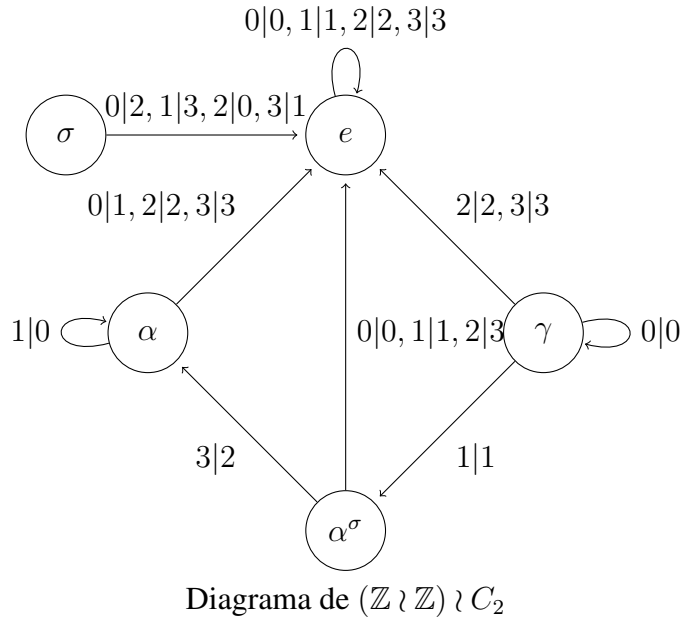 0|0, 1|1, 2|2, 3|3
0|2, 1|3, 2|0, 3|1
σ
e
0|1, 2|2, 3|3
2|2, 3|3
1|0
α
0|0, 1|1, 2|3
γ
0|0
3|2
1|1
α^σ
Diagrama de (ℤ ≀ ℤ) ≀ C₂